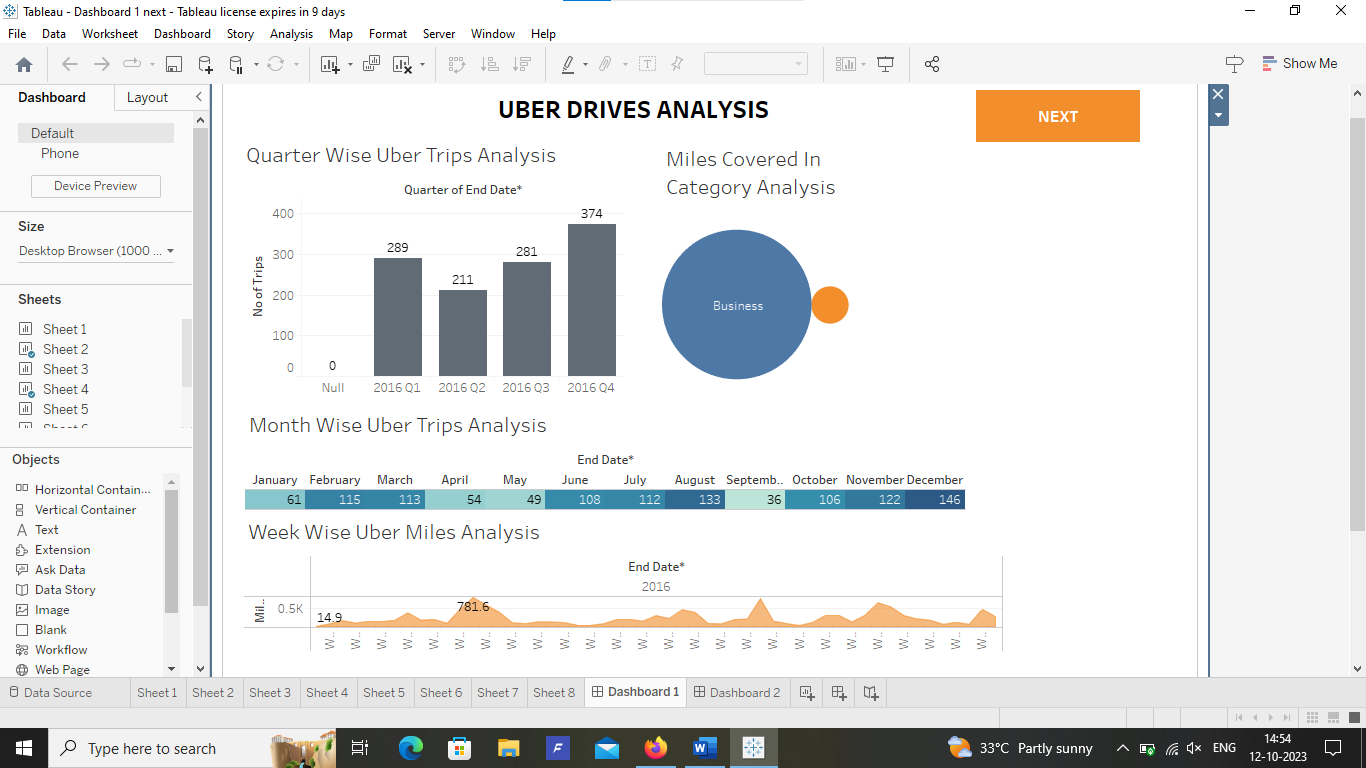 Tableau - Dashboard 1 next - Tableau license expires in 9 days
File Data Worksheet Dashboard Story Analysis Map Format Server Window Help
Show Me
Dashboard Layout
Default
Phone
Device Preview
Size
Desktop Browser (1000 ...
Sheets
Sheet 1
Sheet 2
Sheet 3
Sheet 4
Sheet 5
Objects
Horizontal Contain...
Vertical Container
Text
Extension
Ask Data
Data Story
Image
Blank
Workflow
Web Page
UBER DRIVES ANALYSIS
NEXT
Quarter Wise Uber Trips Analysis
Quarter of End Date*
No of Trips
400
300
200
100
0
0 289 211 281 374
Null 2016 Q1 2016 Q2 2016 Q3 2016 Q4
Miles Covered In
Category Analysis
Business
Month Wise Uber Trips Analysis
End Date*
January February March April May June July August Septemb.. October November December
61 115 113 54 49 108 112 133 36 106 122 146
Week Wise Uber Miles Analysis
End Date*
2016
Mil..
0.5K
14.9 781.6
W.. W.. W.. W.. W.. W.. W.. W.. W.. W.. W.. W.. W.. W.. W.. W.. W.. W.. W.. W.. W.. W.. W.. W.. W.. W..
Data Source Sheet 1 Sheet 2 Sheet 3 Sheet 4 Sheet 5 Sheet 6 Sheet 7 Sheet 8 Dashboard 1 Dashboard 2
Type here to search
33°C Partly sunny ENG
14:54
12-10-2023